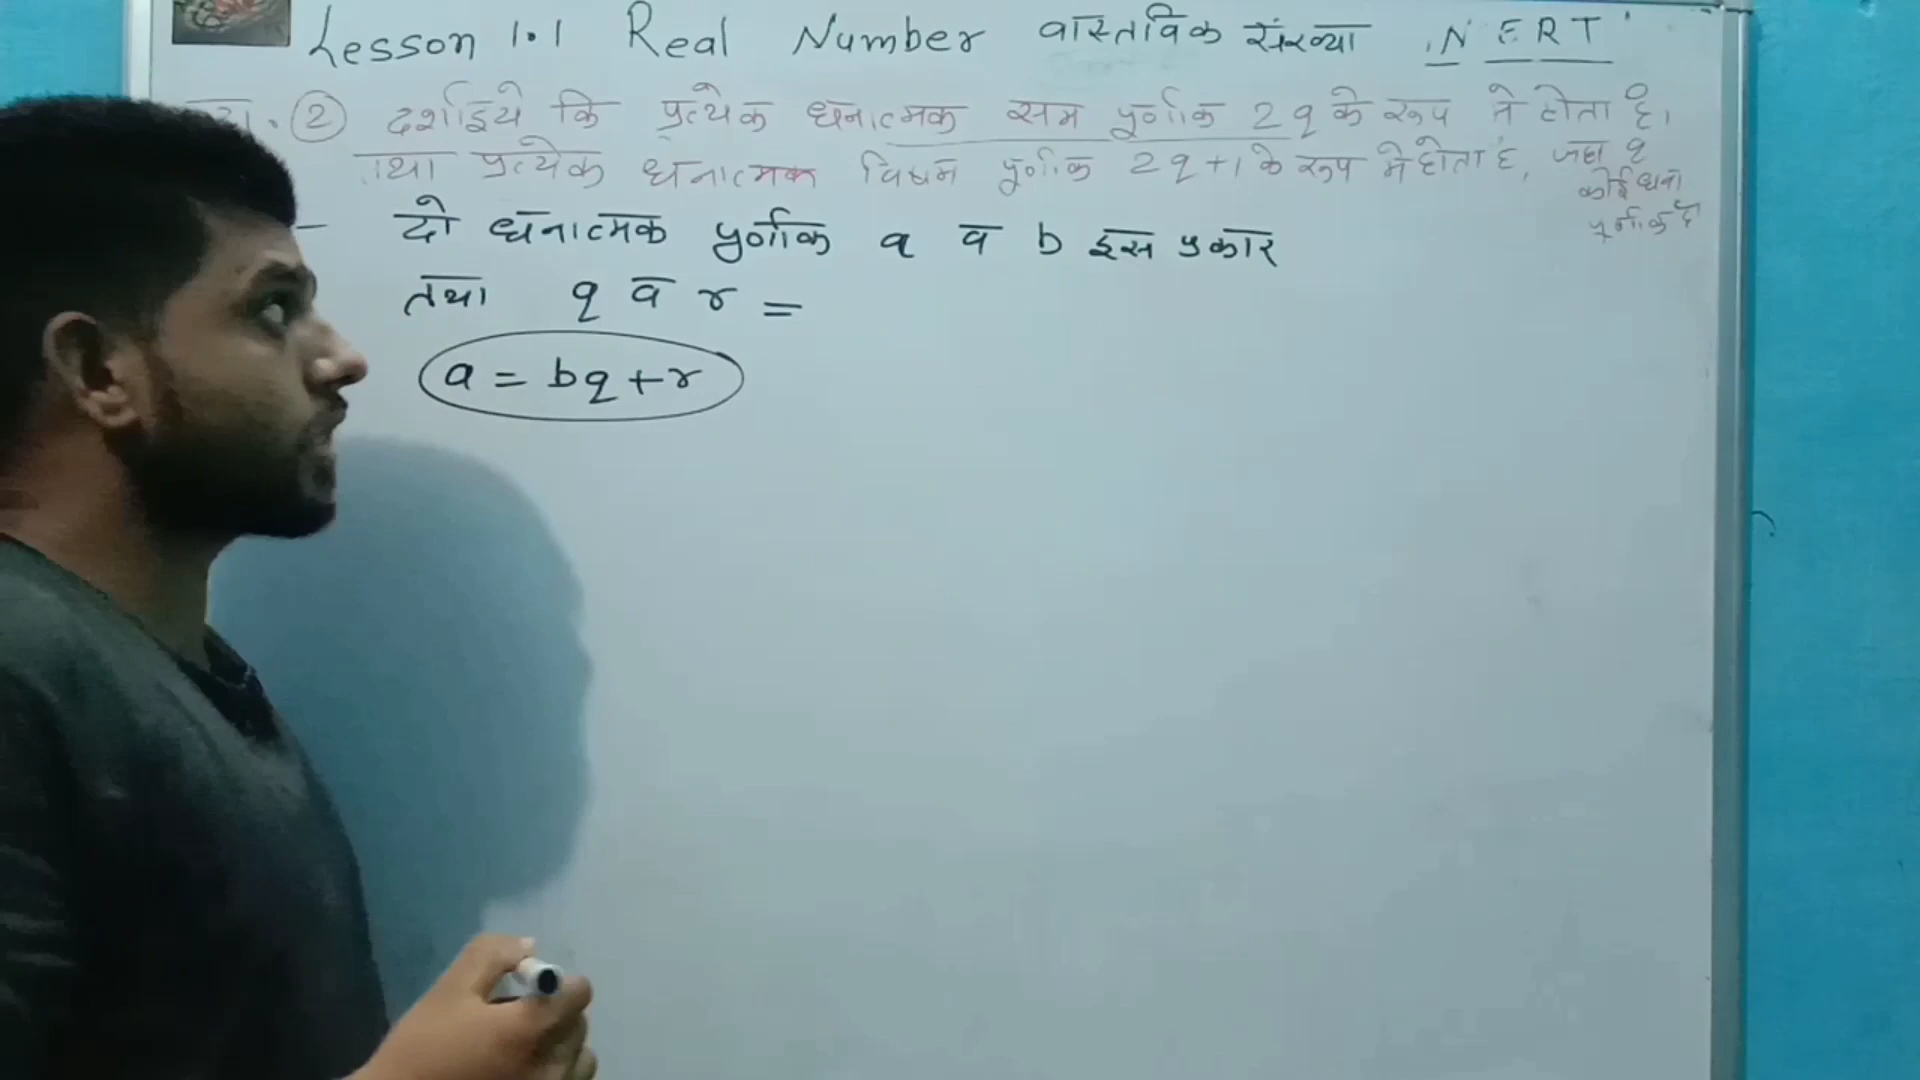 Lesson 1.1 Real Number वास्तविक संख्या N E R T
② दर्शाइये कि प्रत्येक धनात्मक सम पूर्णांक 2q के रूप मे होता है।
तथा प्रत्येक धनात्मक विषम पूर्णांक 2q+1 के रूप मे होता है, जहा q
कोई धना
पूर्णांक है
दो धनात्मक पूर्णांक a व b इस प्रकार
तथा q व r =
a = bq + r